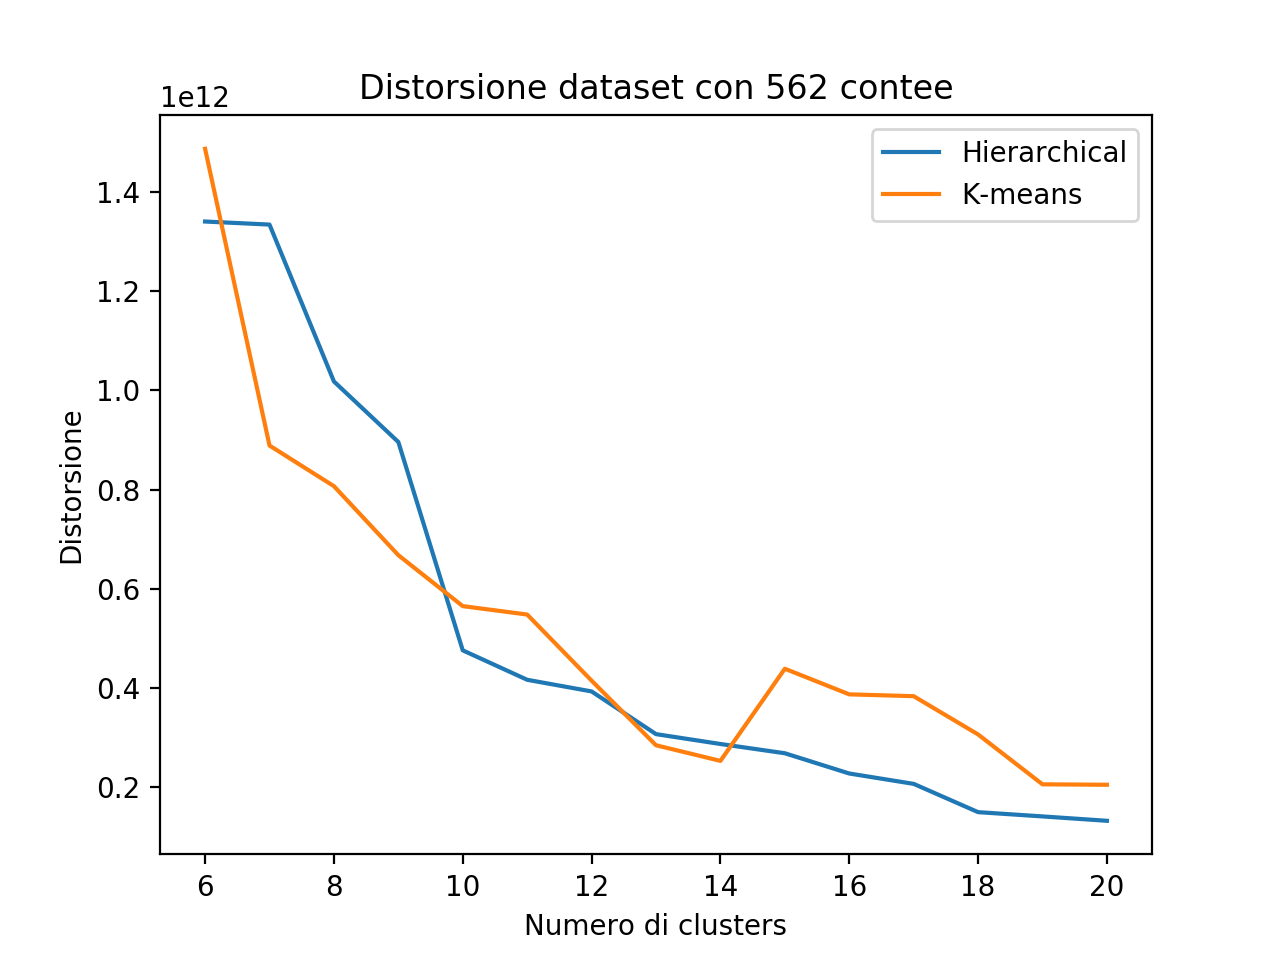 Distorsione dataset con 562 contee
1e12
Hierarchical
K-means
1.4
1.2
1.0
0.8
0.6
0.4
0.2
Distorsione
6 8 10 12 14 16 18 20
Numero di clusters